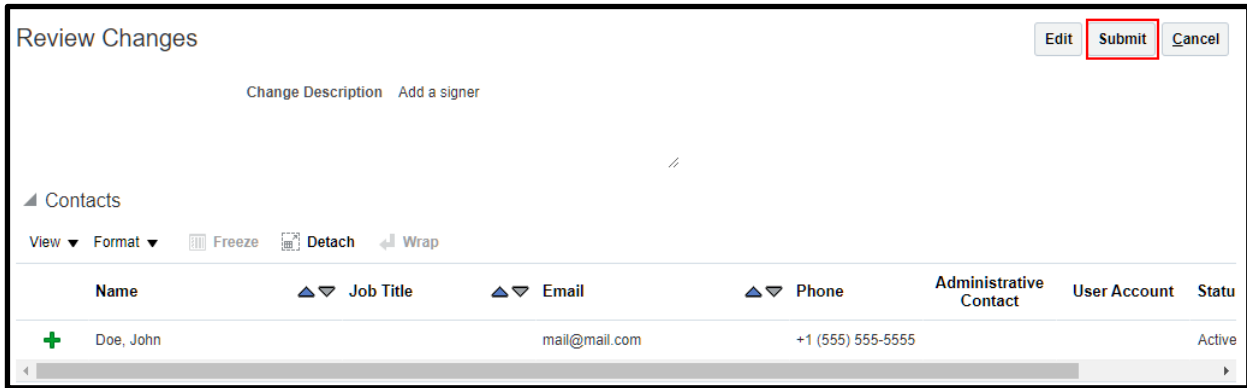 Review Changes
Edit Submit Cancel
Change Description Add a signer
Contacts
View Format Freeze Detach Wrap
Name Job Title Email Phone Administrative Contact User Account Statu
Doe, John mail@mail.com +1 (555) 555-5555 Active